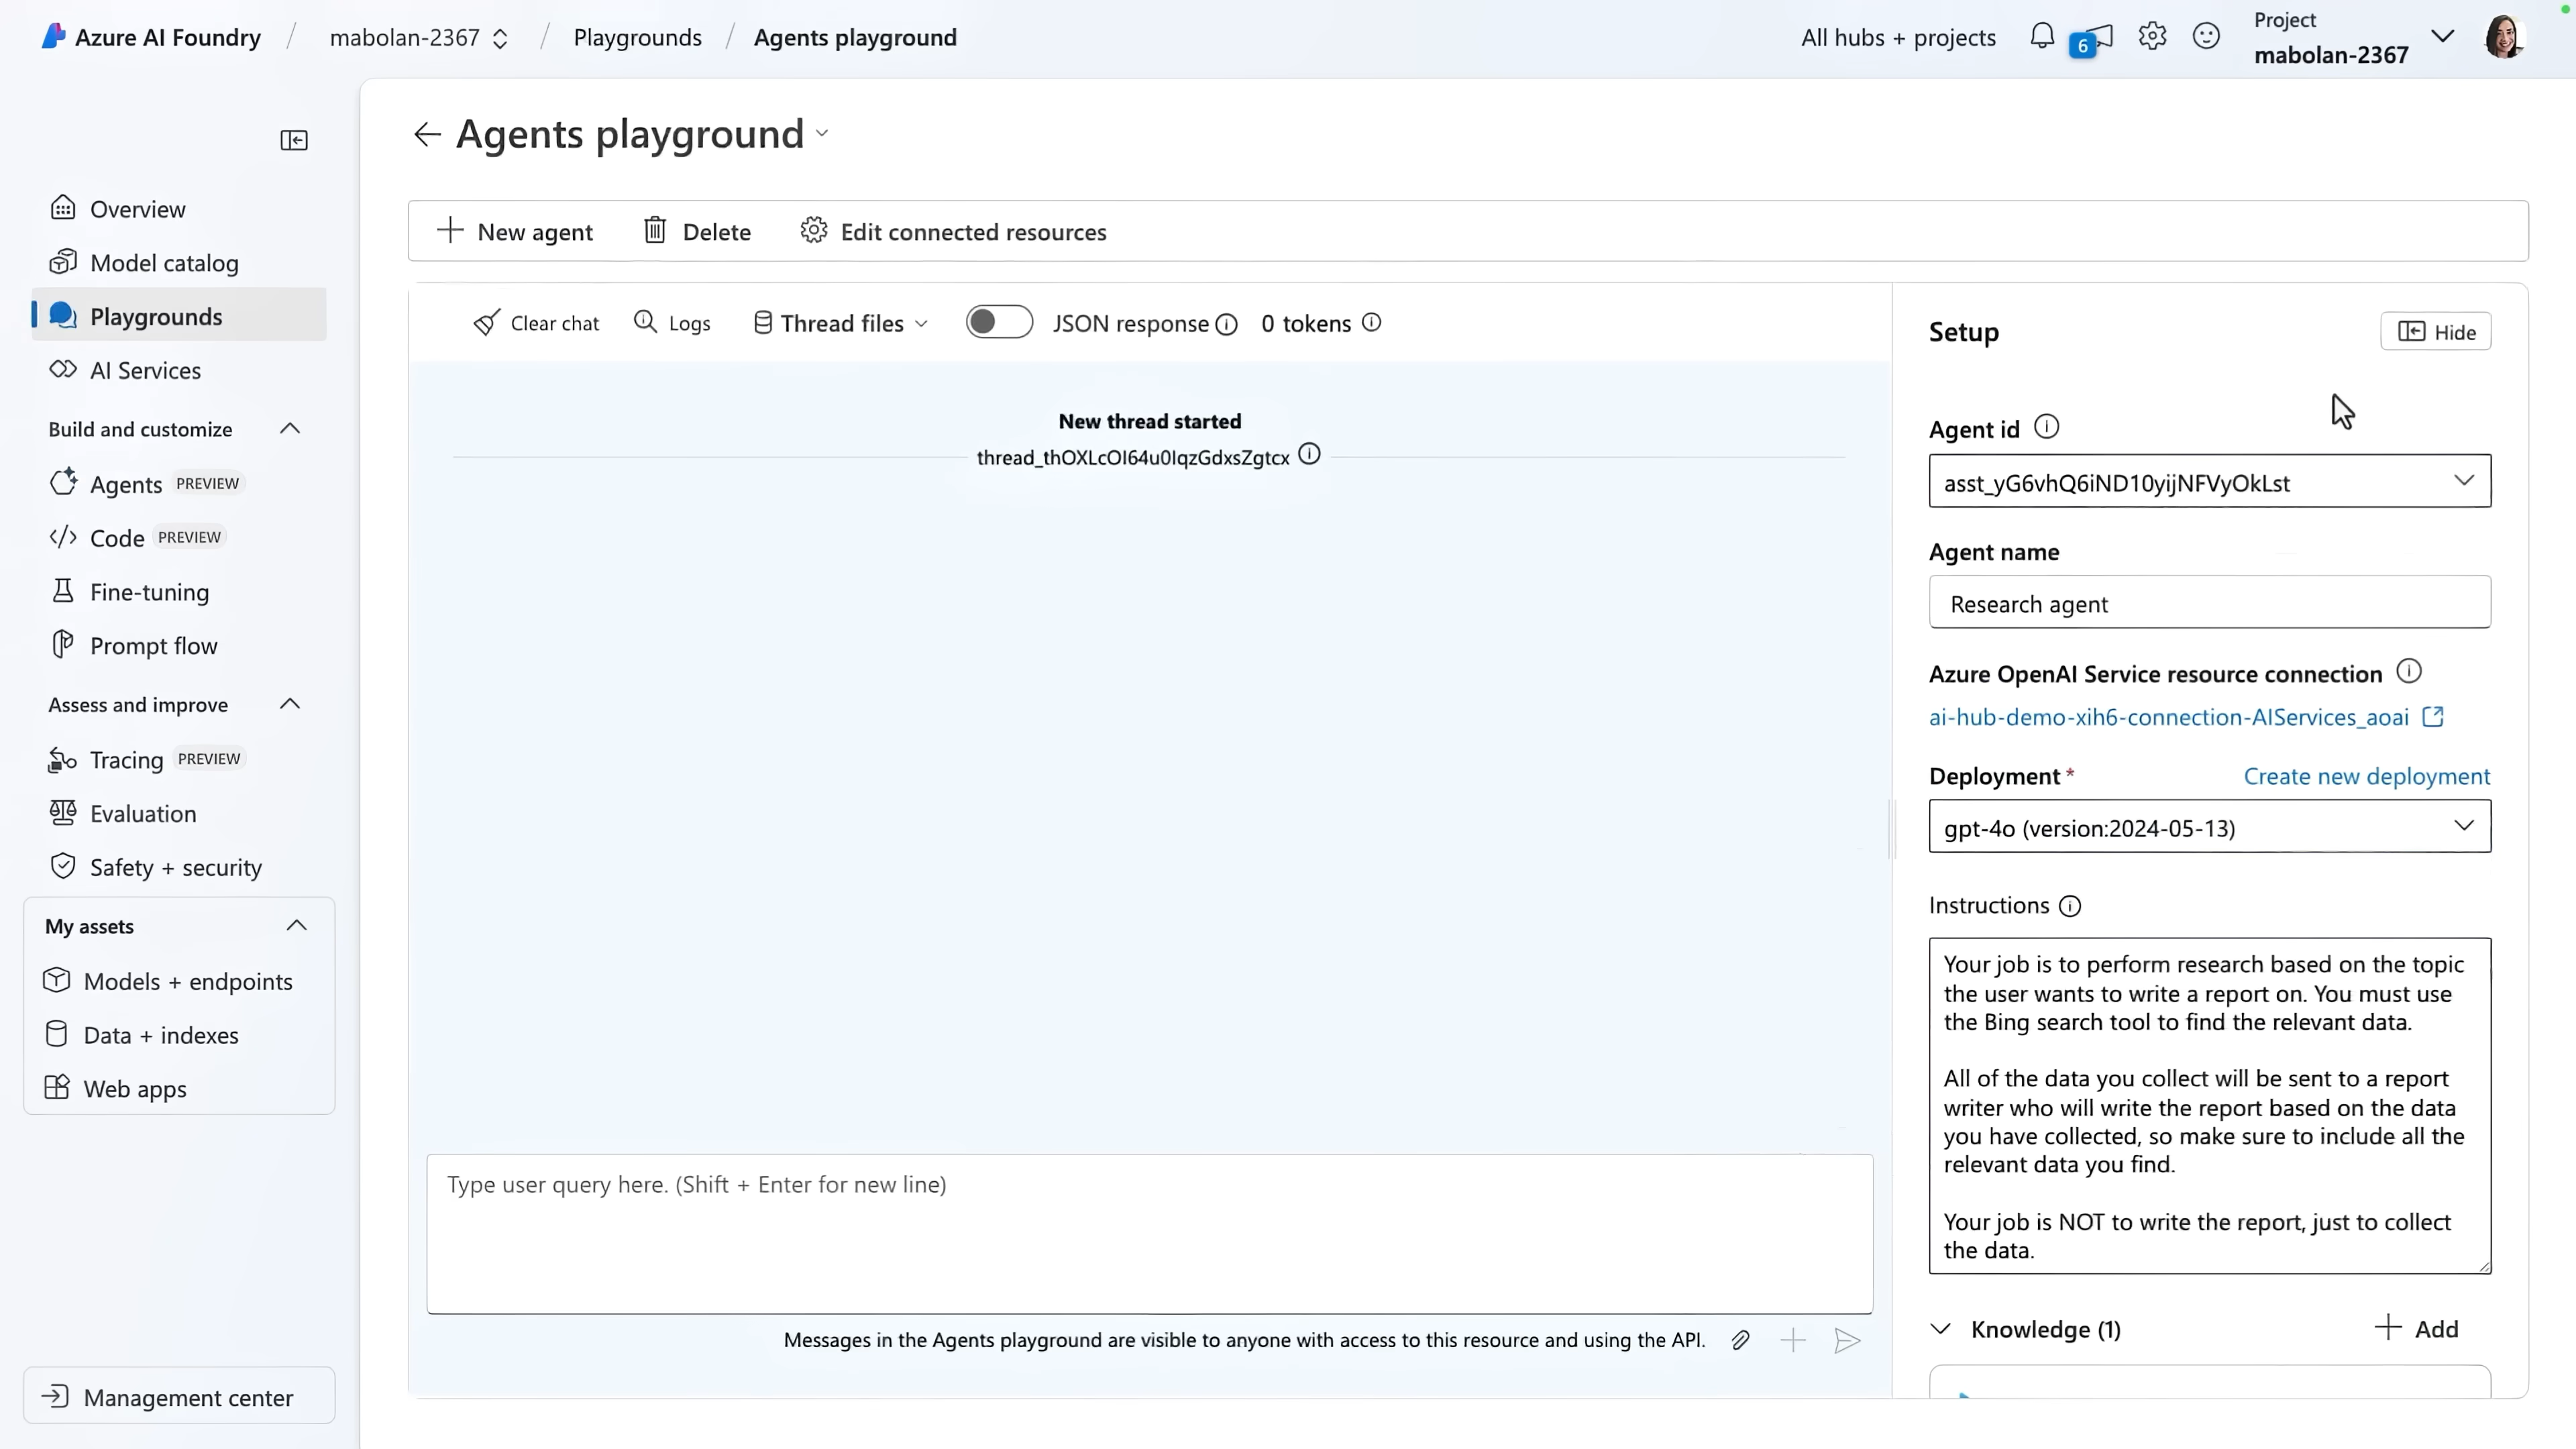 Azure AI Foundry / mabolan-2367 / Playgrounds / Agents playground
All hubs + projects
6
Project
mabolan-2367
Overview
Model catalog
Playgrounds
AI Services
Build and customize
Agents PREVIEW
Code PREVIEW
Fine-tuning
Prompt flow
Assess and improve
Tracing PREVIEW
Evaluation
Safety + security
My assets
Models + endpoints
Data + indexes
Web apps
Management center
Agents playground
New agent
Delete
Edit connected resources
Clear chat
Logs
Thread files
JSON response
0 tokens
New thread started
thread_thOXLcOI64u0IqzGdxsZgtcx
Type user query here. (Shift + Enter for new line)
Messages in the Agents playground are visible to anyone with access to this resource and using the API.
Setup
Hide
Agent id
asst_yG6vhQ6iND10yijNFVyOkLst
Agent name
Research agent
Azure OpenAI Service resource connection
ai-hub-demo-xih6-connection-AIServices_aoai
Deployment *
Create new deployment
gpt-4o (version:2024-05-13)
Instructions
Your job is to perform research based on the topic
the user wants to write a report on. You must use
the Bing search tool to find the relevant data.
All of the data you collect will be sent to a report
writer who will write the report based on the data
you have collected, so make sure to include all the
relevant data you find.
Your job is NOT to write the report, just to collect
the data.
Knowledge (1)
Add